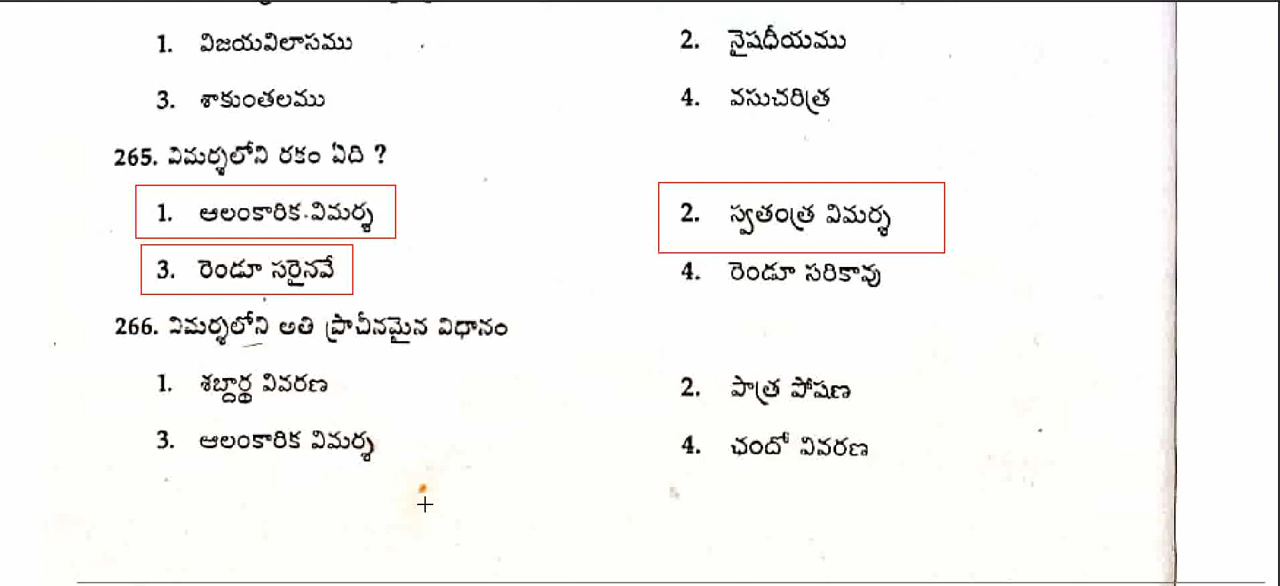 1. విజయవిలాసము 2. నైషధీయము
3. శాకుంతలము 4. వసుచరిత్ర
265. విమర్శలోని రకం ఏది ?
1. ఆలంకారిక విమర్శ 2. స్వతంత్ర విమర్శ
3. రెండూ సరైనవే 4. రెండూ సరికావు
266. విమర్శలోని అతి ప్రాచీనమైన విధానం
1. శబ్దార్థ వివరణ 2. పాత్ర పోషణ
3. ఆలంకారిక విమర్శ 4. ఛందో వివరణ